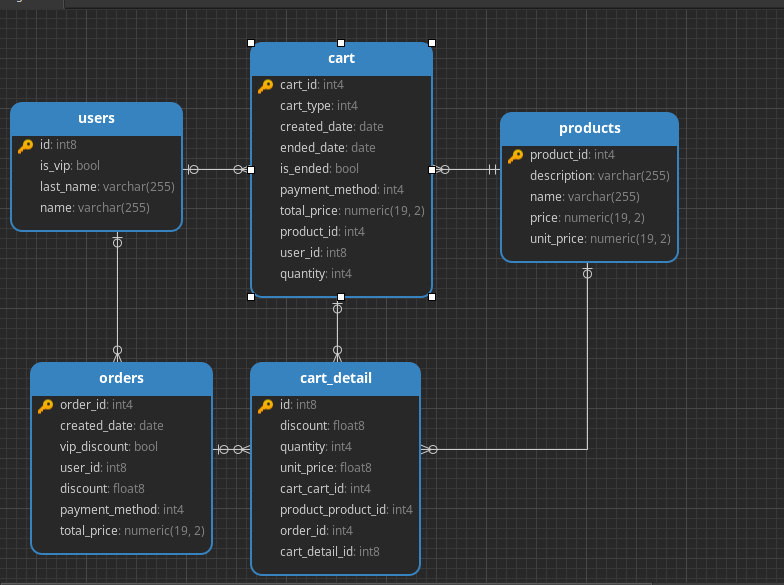 cart
cart_id: int4
cart_type: int4
created_date: date
ended_date: date
is_ended: bool
payment_method: int4
total_price: numeric(19, 2)
product_id: int4
user_id: int8
quantity: int4
users
id: int8
is_vip: bool
last_name: varchar(255)
name: varchar(255)
products
product_id: int4
description: varchar(255)
name: varchar(255)
price: numeric(19, 2)
unit_price: numeric(19, 2)
orders
order_id: int4
created_date: date
vip_discount: bool
user_id: int8
discount: float8
payment_method: int4
total_price: numeric(19, 2)
cart_detail
id: int8
discount: float8
quantity: int4
unit_price: float8
cart_cart_id: int4
product_product_id: int4
order_id: int4
cart_detail_id: int8